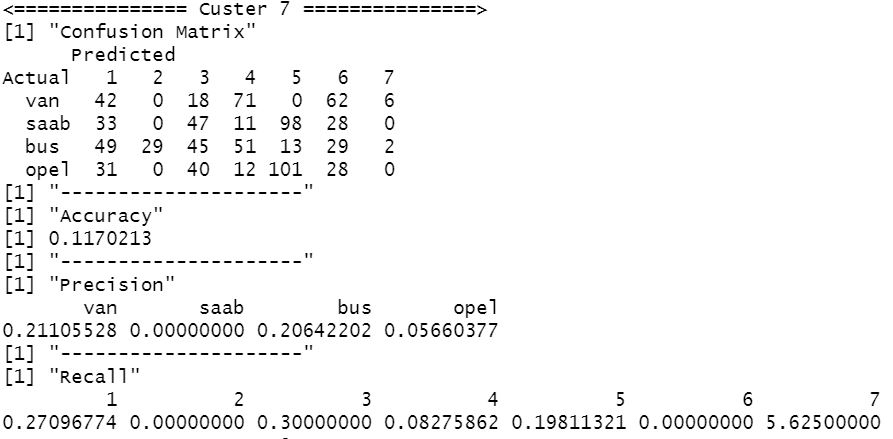 <=============== Custer 7 ===============>
[1] "Confusion Matrix"
      Predicted
Actual   1   2   3   4   5   6   7
  van   42   0  18  71   0  62   6
  saab  33   0  47  11  98  28   0
  bus   49  29  45  51  13  29   2
  opel  31   0  40  12 101  28   0
[1] "---------------------"
[1] "Accuracy"
[1] 0.1170213
[1] "---------------------"
[1] "Precision"
       van       saab        bus       opel
0.21105528 0.00000000 0.20642202 0.05660377
[1] "---------------------"
[1] "Recall"
         1          2          3          4          5          6          7
0.27096774 0.00000000 0.30000000 0.08275862 0.19811321 0.00000000 5.62500000